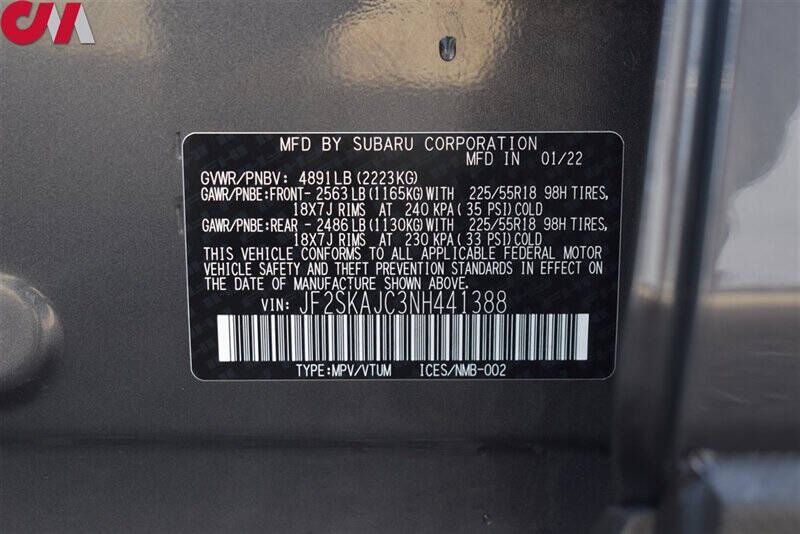 CM
MFD BY SUBARU CORPORATION
MFD IN 01/22
GVWR/PNBV: 4891LB(2223KG)
GAWR/PNBE:FRONT- 2563LB(1165KG)WITH 225/55R18 98H TIRES,
18X7J RIMS AT 240 KPA( 35 PSI)COLD
GAWR/PNBE:REAR - 2486LB(1130KG)WITH 225/55R18 98H TIRES,
18X7J RIMS AT 230 KPA( 33 PSI)COLD
THIS VEHICLE CONFORMS TO ALL APPLICABLE FEDERAL MOTOR
VEHICLE SAFETY AND THEFT PREVENTION STANDARDS IN EFFECT ON
THE DATE OF MANUFACTURE SHOWN ABOVE.
VIN: JF2SKAJC3NH441388
TYPE:MPV/VTUM ICES/NMB-002